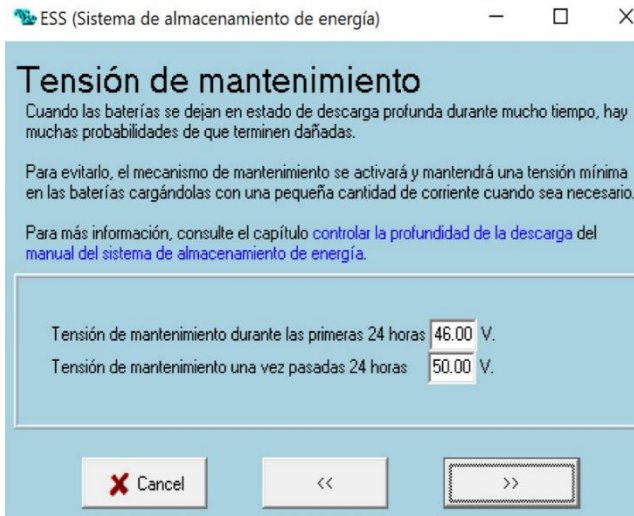 ESS (Sistema de almacenamiento de energía)
Tensión de mantenimiento
Cuando las baterías se dejan en estado de descarga profunda durante mucho tiempo, hay
muchas probabilidades de que terminen dañadas.
Para evitarlo, el mecanismo de mantenimiento se activará y mantendrá una tensión mínima
en las baterías cargándolas con una pequeña cantidad de corriente cuando sea necesario.
Para más información, consulte el capítulo controlar la profundidad de la descarga del
manual del sistema de almacenamiento de energía.
Tensión de mantenimiento durante las primeras 24 horas 46.00 V.
Tensión de mantenimiento una vez pasadas 24 horas 50.00 V.
Cancel << >>